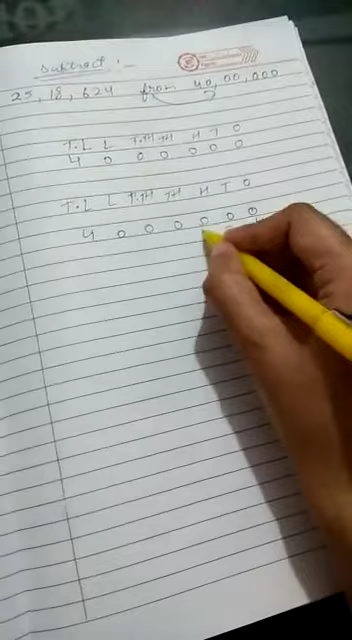 Subtract :-
25, 18, 624 from 40,00,000
T.L L T.TH TH H T O
4 0 0 0 0 0 0
T.L L T.TH TH H T O
4 0 0 0 0 0 0